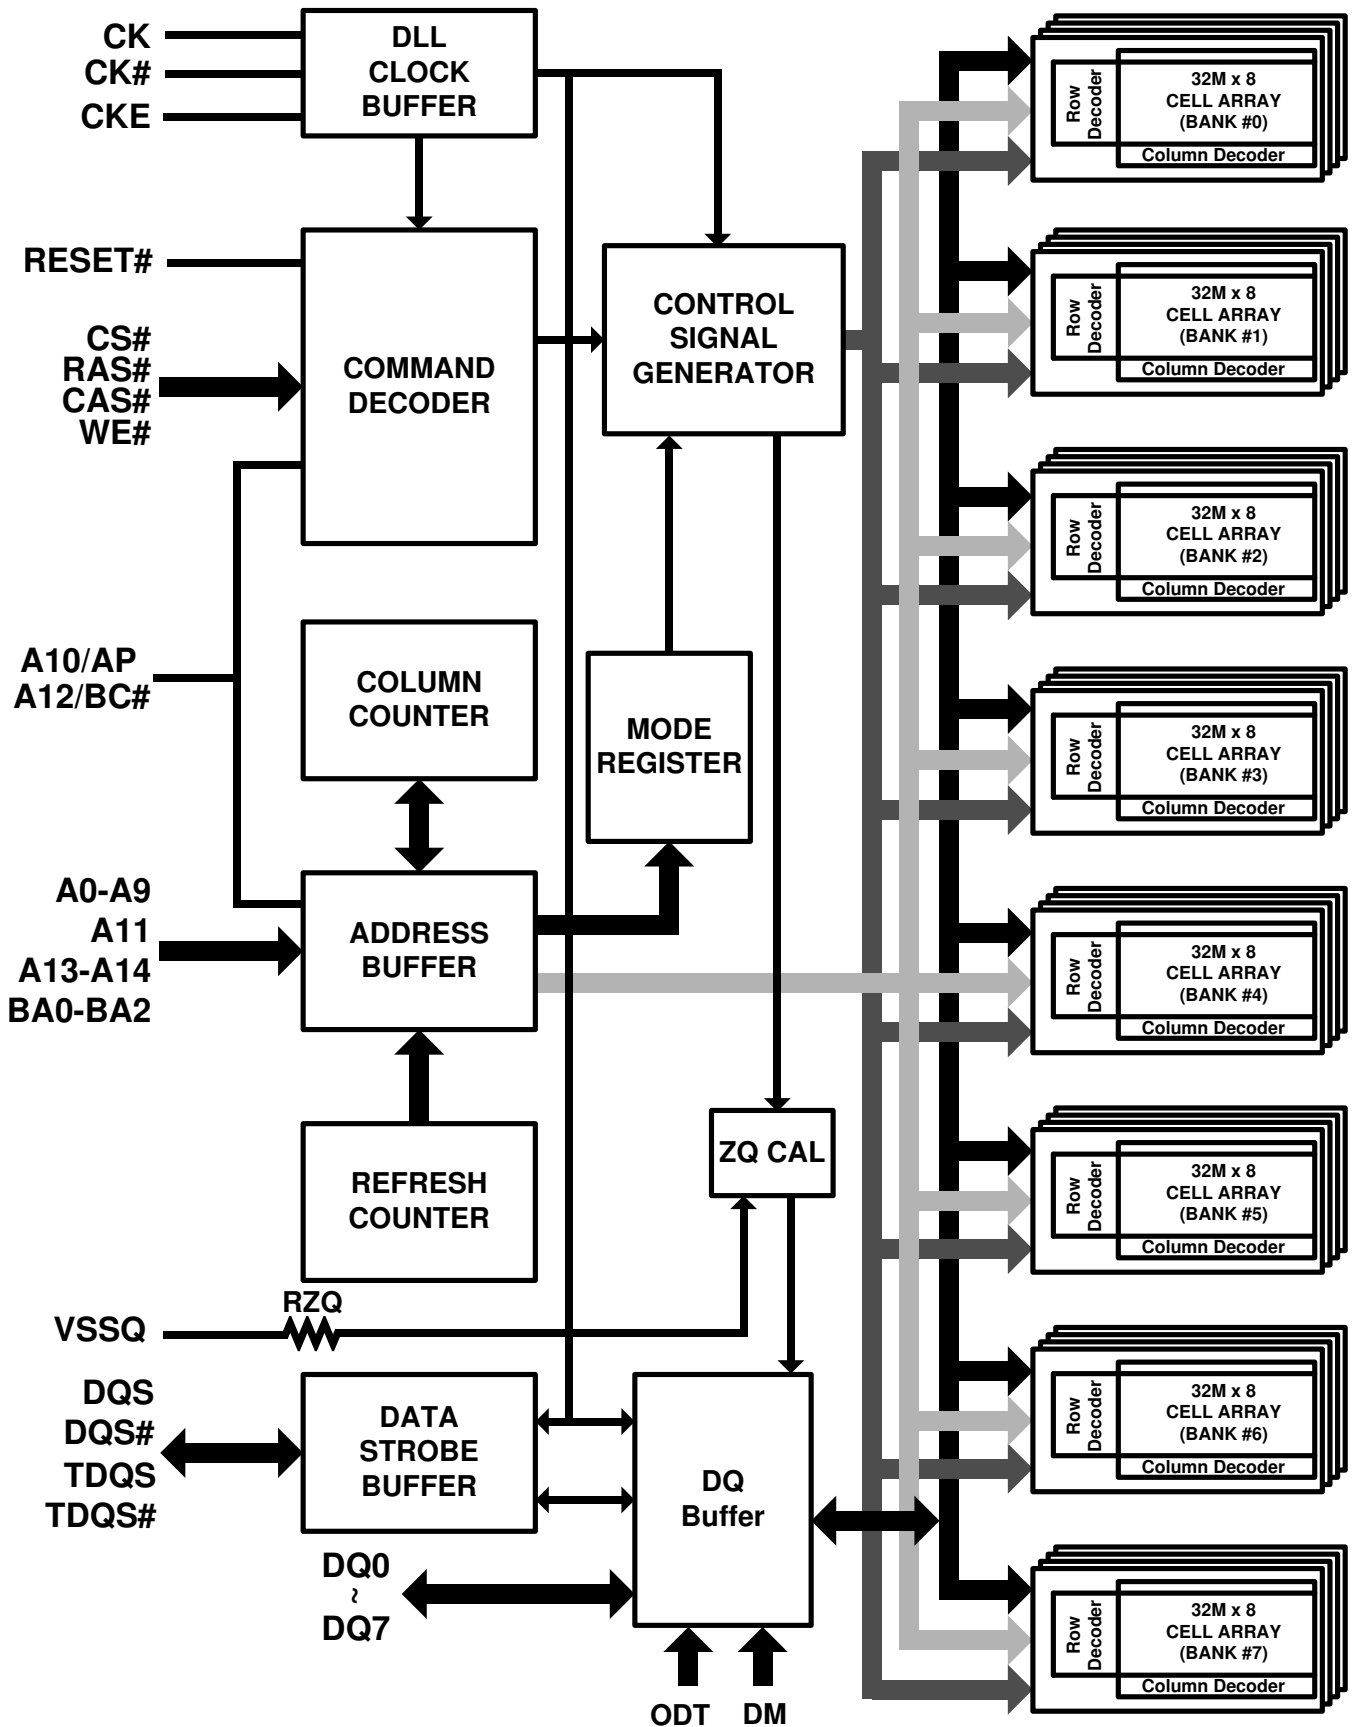 CK
CK#
CKE
DLL
CLOCK
BUFFER
RESET#
CS#
RAS#
CAS#
WE#
COMMAND
DECODER
CONTROL
SIGNAL
GENERATOR
A10/AP
A12/BC#
COLUMN
COUNTER
MODE
REGISTER
A0-A9
A11
A13-A14
BA0-BA2
ADDRESS
BUFFER
REFRESH
COUNTER
ZQ CAL
VSSQ
RZQ
DQS
DQS#
TDQS
TDQS#
DATA
STROBE
BUFFER
DQ
Buffer
DQ0
~
DQ7
ODT
DM
Row
Decoder
32M x 8
CELL ARRAY
(BANK #0)
Column Decoder
Row
Decoder
32M x 8
CELL ARRAY
(BANK #1)
Column Decoder
Row
Decoder
32M x 8
CELL ARRAY
(BANK #2)
Column Decoder
Row
Decoder
32M x 8
CELL ARRAY
(BANK #3)
Column Decoder
Row
Decoder
32M x 8
CELL ARRAY
(BANK #4)
Column Decoder
Row
Decoder
32M x 8
CELL ARRAY
(BANK #5)
Column Decoder
Row
Decoder
32M x 8
CELL ARRAY
(BANK #6)
Column Decoder
Row
Decoder
32M x 8
CELL ARRAY
(BANK #7)
Column Decoder